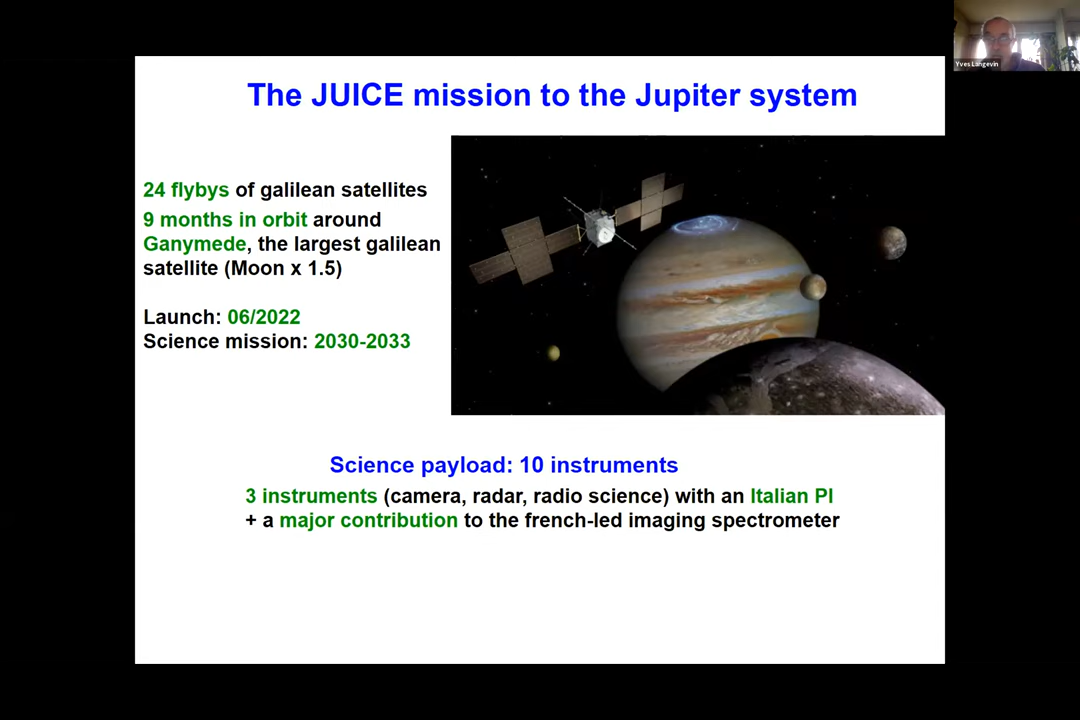 Yves Langevin
The JUICE mission to the Jupiter system
24 flybys of galilean satellites
9 months in orbit around
Ganymede, the largest galilean
satellite (Moon x 1.5)
Launch: 06/2022
Science mission: 2030-2033
Science payload: 10 instruments
3 instruments (camera, radar, radio science) with an Italian PI
+ a major contribution to the french-led imaging spectrometer